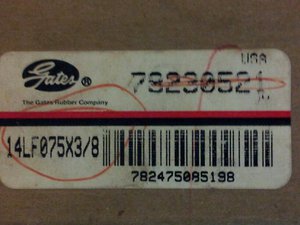 USA
Gates ®
78230521
The Gates Rubber Company
14LF075X3/8
782475085198